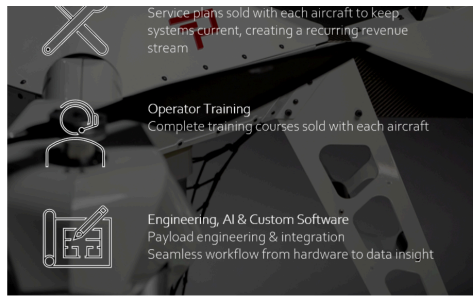 Service plans sold with each aircraft to keep
systems current, creating a recurring revenue
stream
Operator Training
Complete training courses sold with each aircraft
Engineering, AI & Custom Software
Payload engineering & integration
Seamless workflow from hardware to data insight